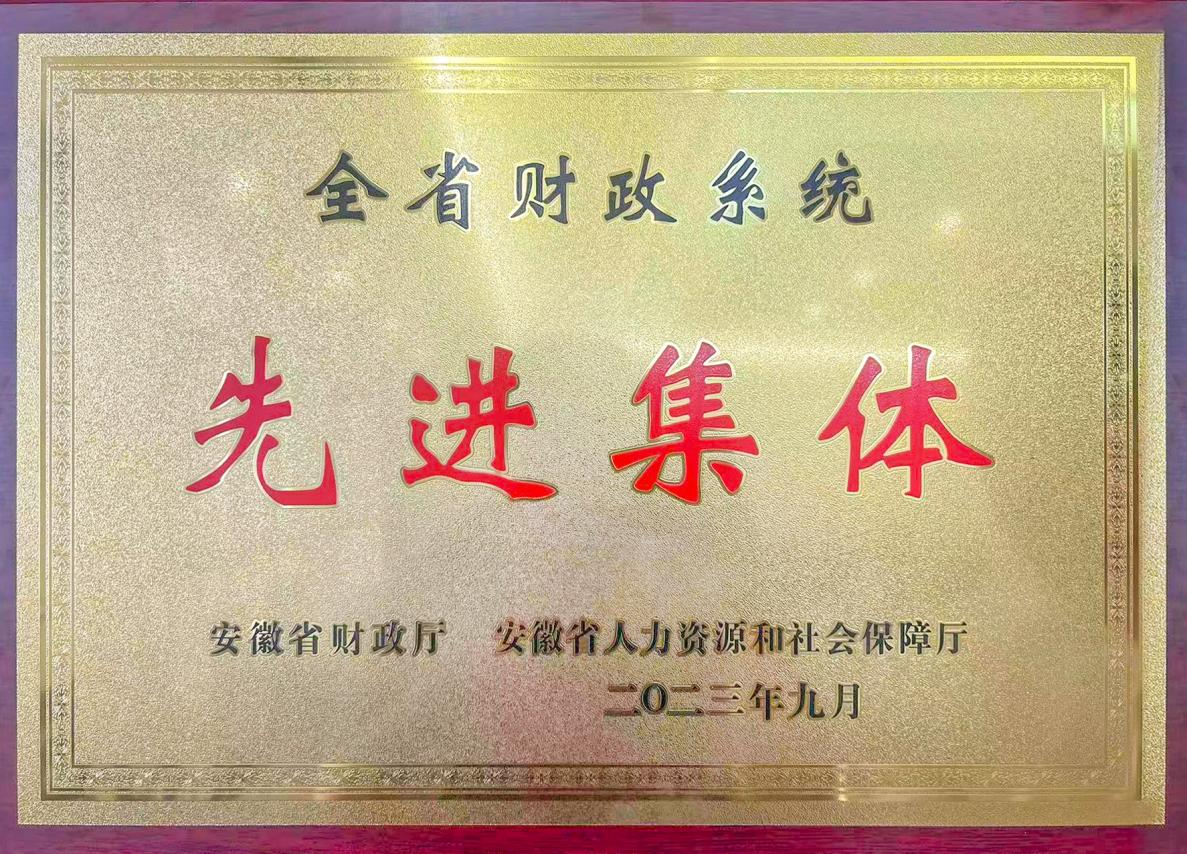 全省财政系统
先进集体
安徽省财政厅 安徽省人力资源和社会保障厅
二0二三年九月